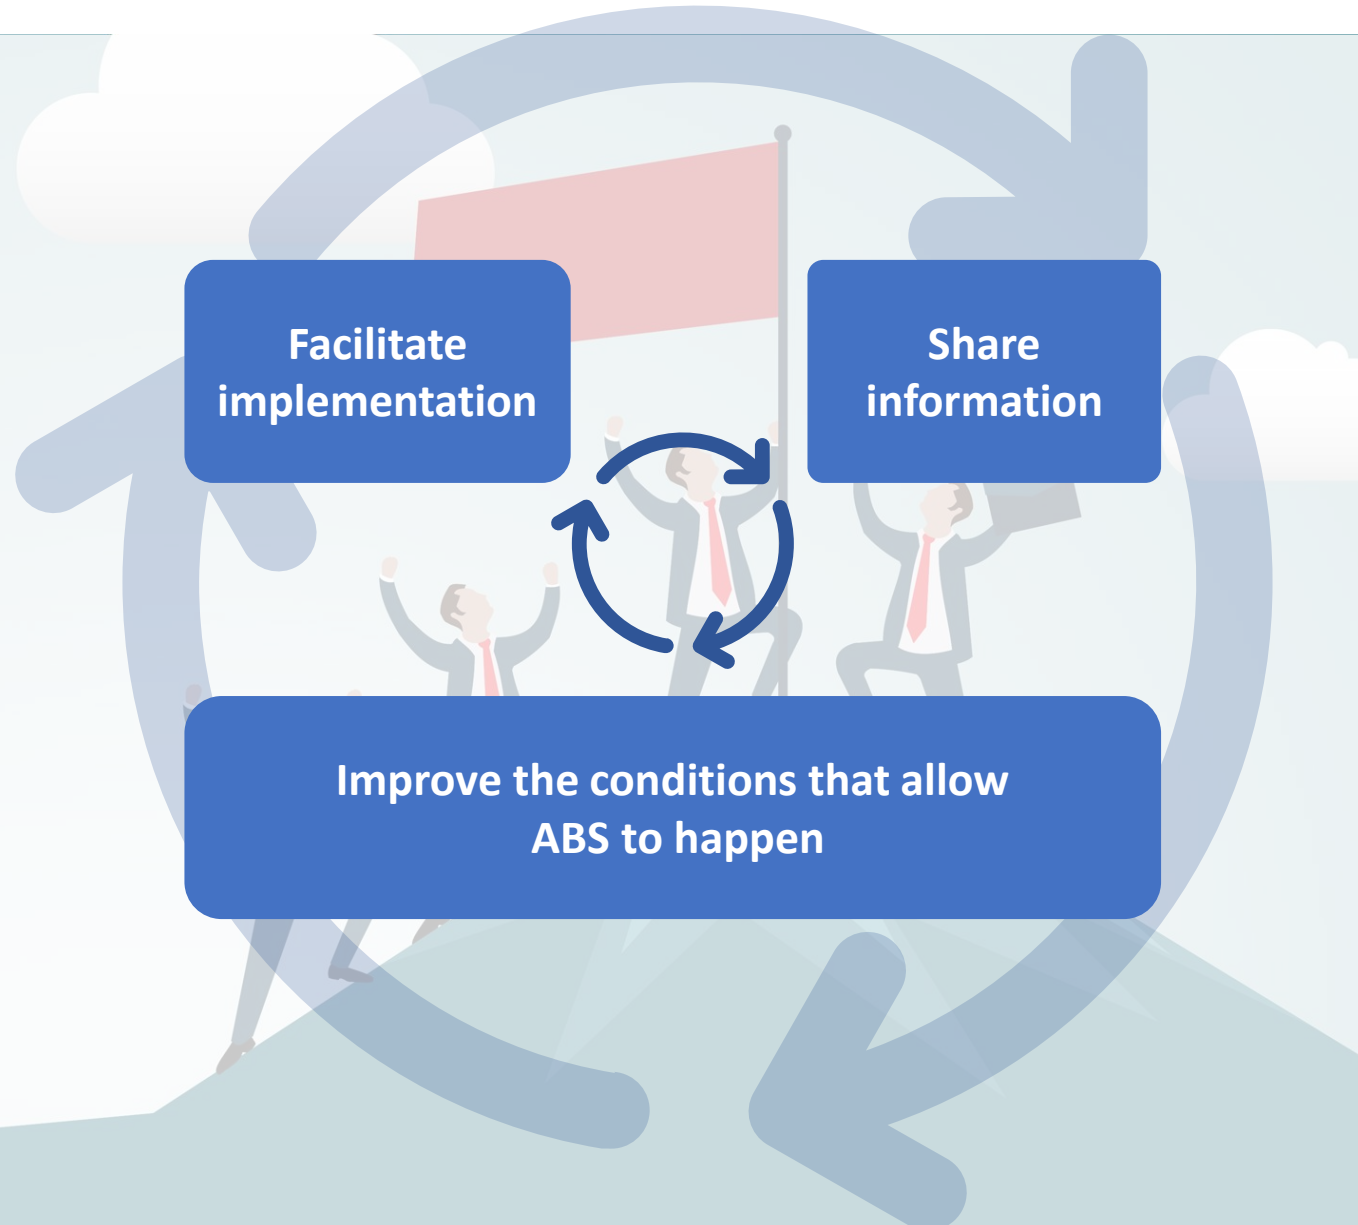 Facilitate
implementation
Share
information
Improve the conditions that allow
ABS to happen